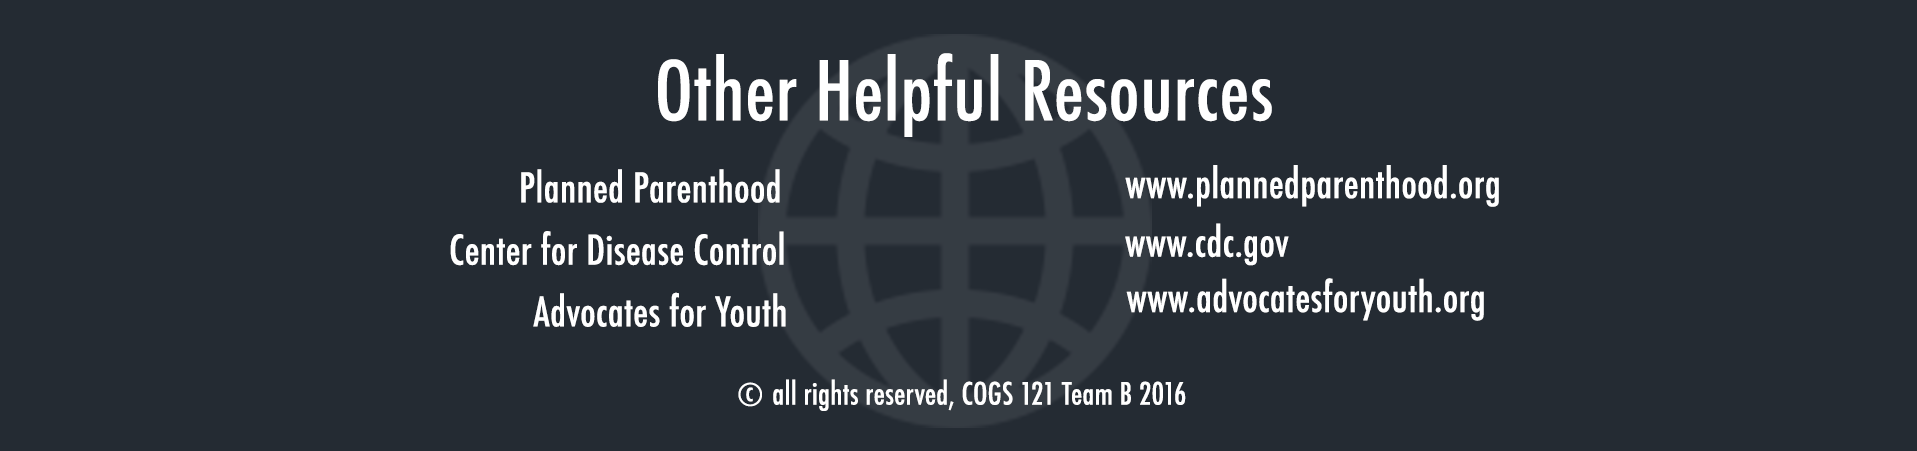 Other Helpful Resources
Planned Parenthood www.plannedparenthood.org
Center for Disease Control www.cdc.gov
Advocates for Youth www.advocatesforyouth.org
© all rights reserved, COGS 121 Team B 2016